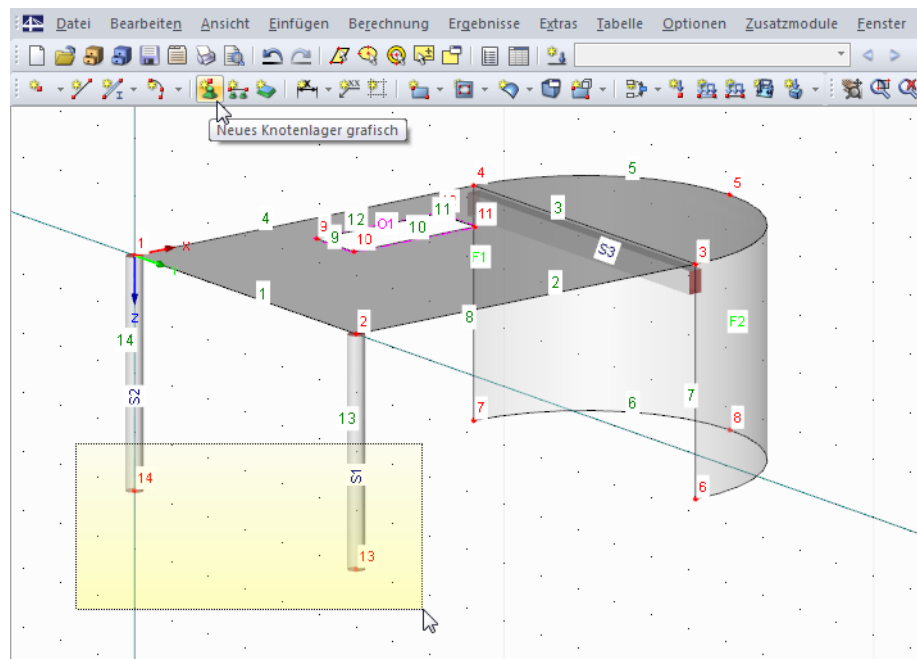 Datei Bearbeiten Ansicht Einfügen Berechnung Ergebnisse Extras Tabelle Optionen Zusatzmodule Fenster
Neues Knotenlager grafisch
4
5
5
3
11
12
O1
11
4
9
9
10
10
S3
3
F1
1
X
2
1
Z
8
2
F2
14
S2
13
7
6
7
8
S1
14
6
13